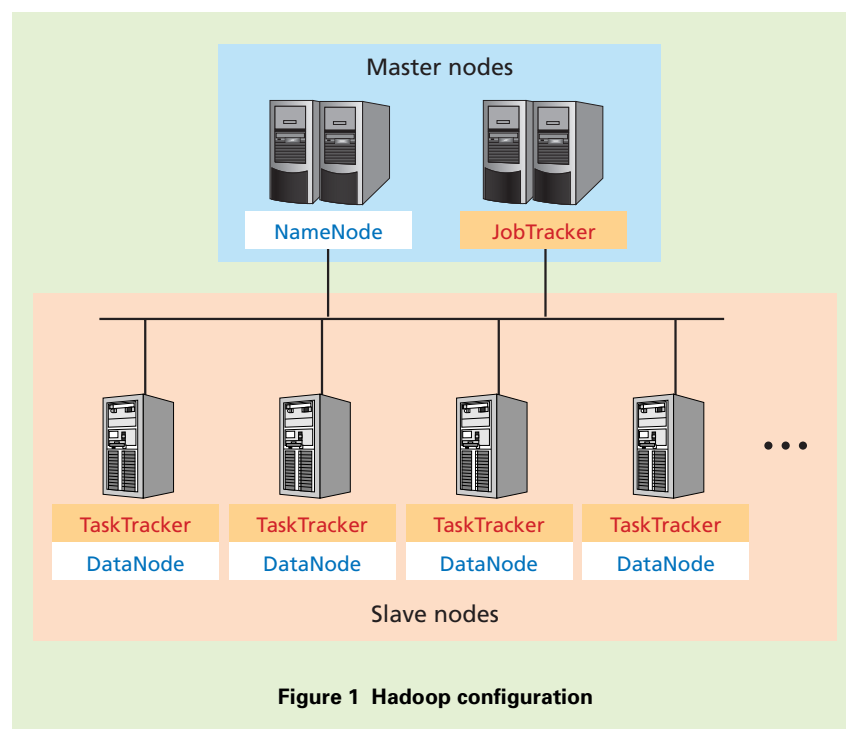 Master nodes
NameNode
JobTracker
TaskTracker
TaskTracker
TaskTracker
TaskTracker
DataNode
DataNode
DataNode
DataNode
Slave nodes
Figure 1 Hadoop configuration